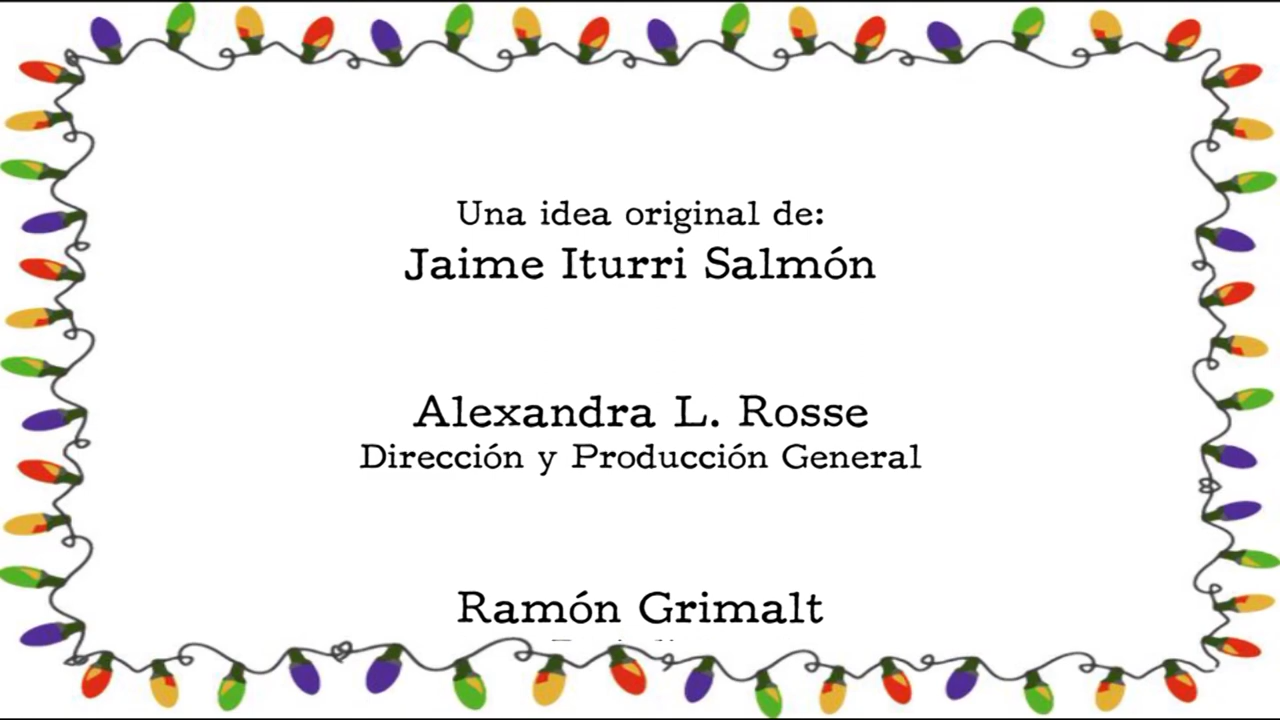 Una idea original de:
Jaime Iturri Salmón
Alexandra L. Rosse
Dirección y Producción General
Ramón Grimalt